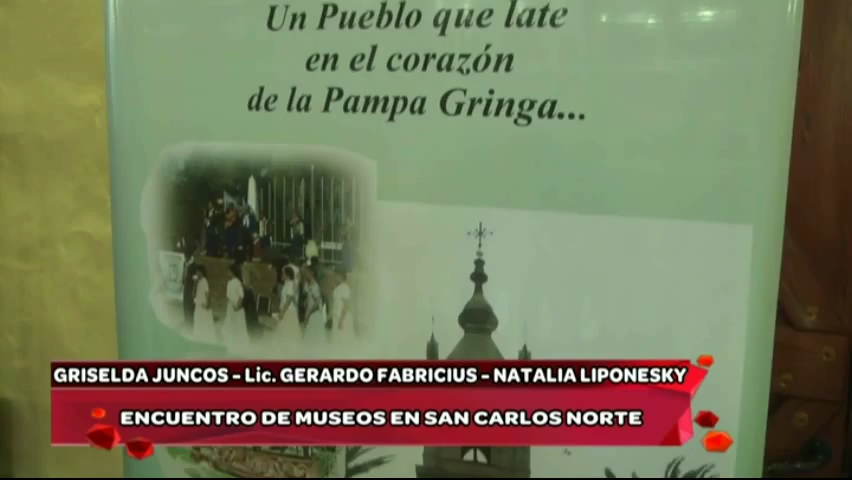 Un Pueblo que late
en el corazón
de la Pampa Gringa...
GRISELDA JUNCOS - Lic. GERARDO FABRICIUS - NATALIA LIPONESKY
ENCUENTRO DE MUSEOS EN SAN CARLOS NORTE